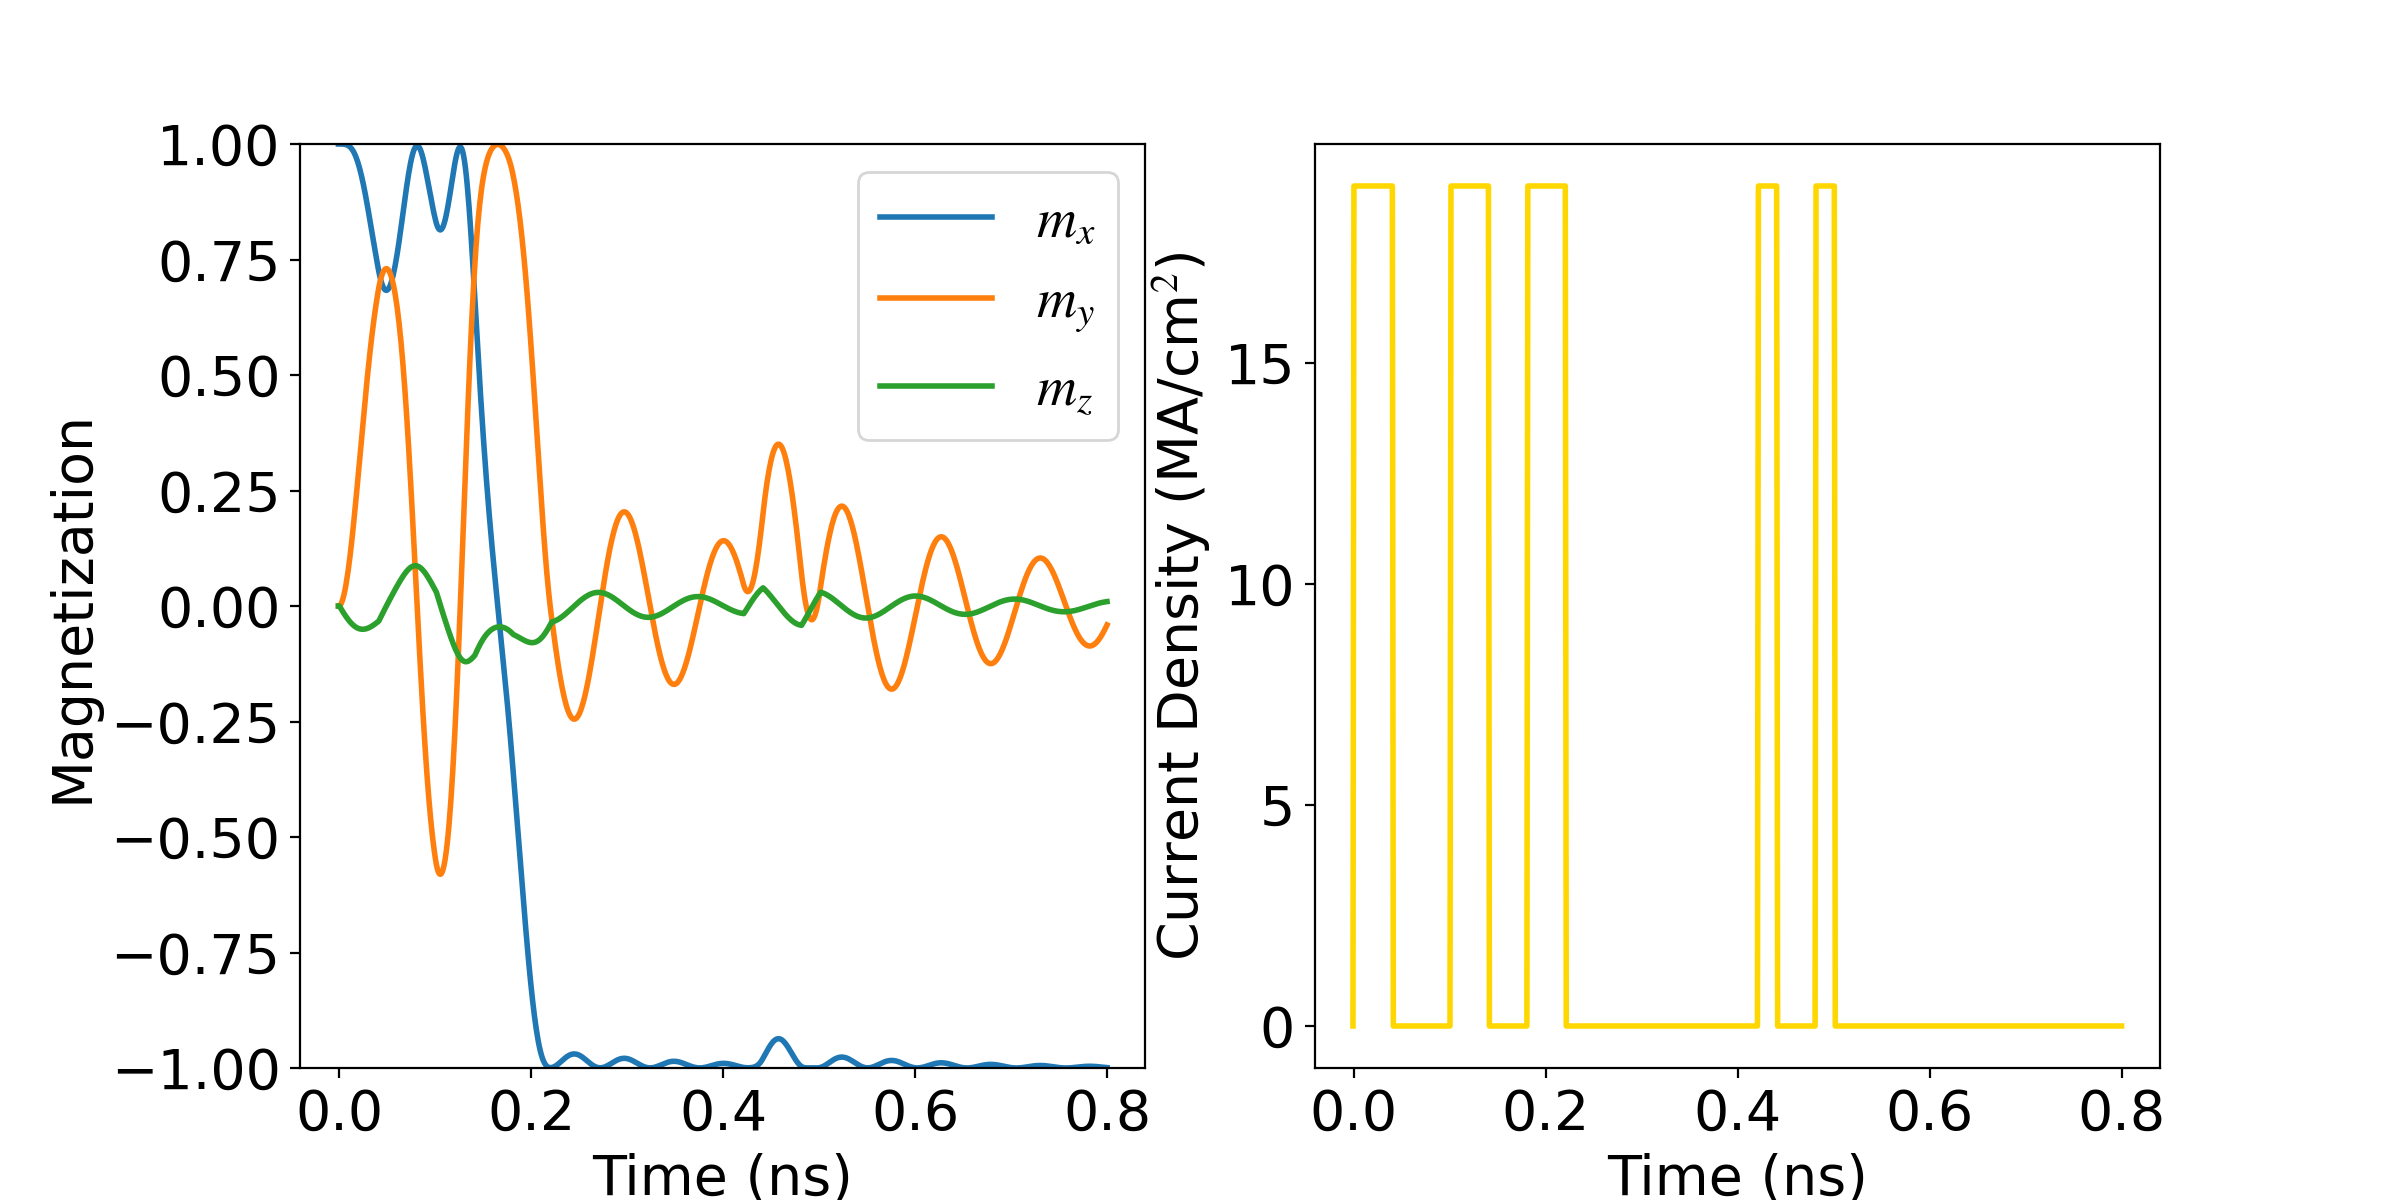 Magnetization
1.00
0.75
0.50
0.25
0.00
−0.25
−0.50
−0.75
−1.00
0.0 0.2 0.4 0.6 0.8
Time (ns)
m_x
m_y
m_z
Current Density (MA/cm²)
15
10
5
0
0.0 0.2 0.4 0.6 0.8
Time (ns)